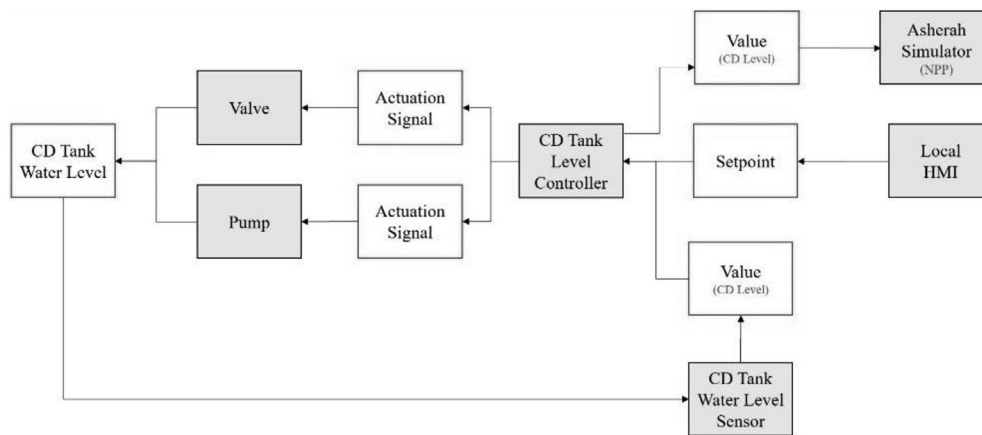 Value
(CD Level)
Asherah
Simulator
(NPP)
Valve
Actuation
Signal
CD Tank
Water Level
CD Tank
Level
Controller
Setpoint
Local
HMI
Pump
Actuation
Signal
Value
(CD Level)
CD Tank
Water Level
Sensor